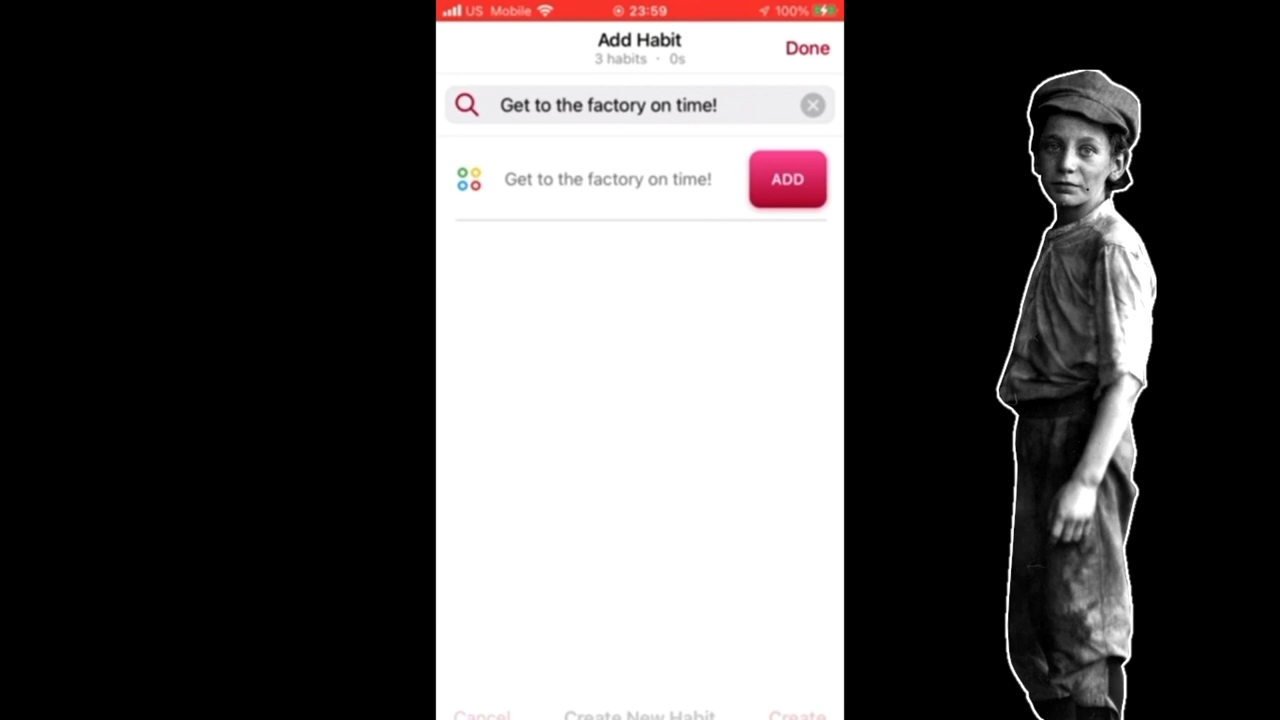 US Mobile 23:59 100%
Add Habit
Done
3 habits · 0s
Get to the factory on time!
Get to the factory on time!
ADD
Cancel Create New Habit Create